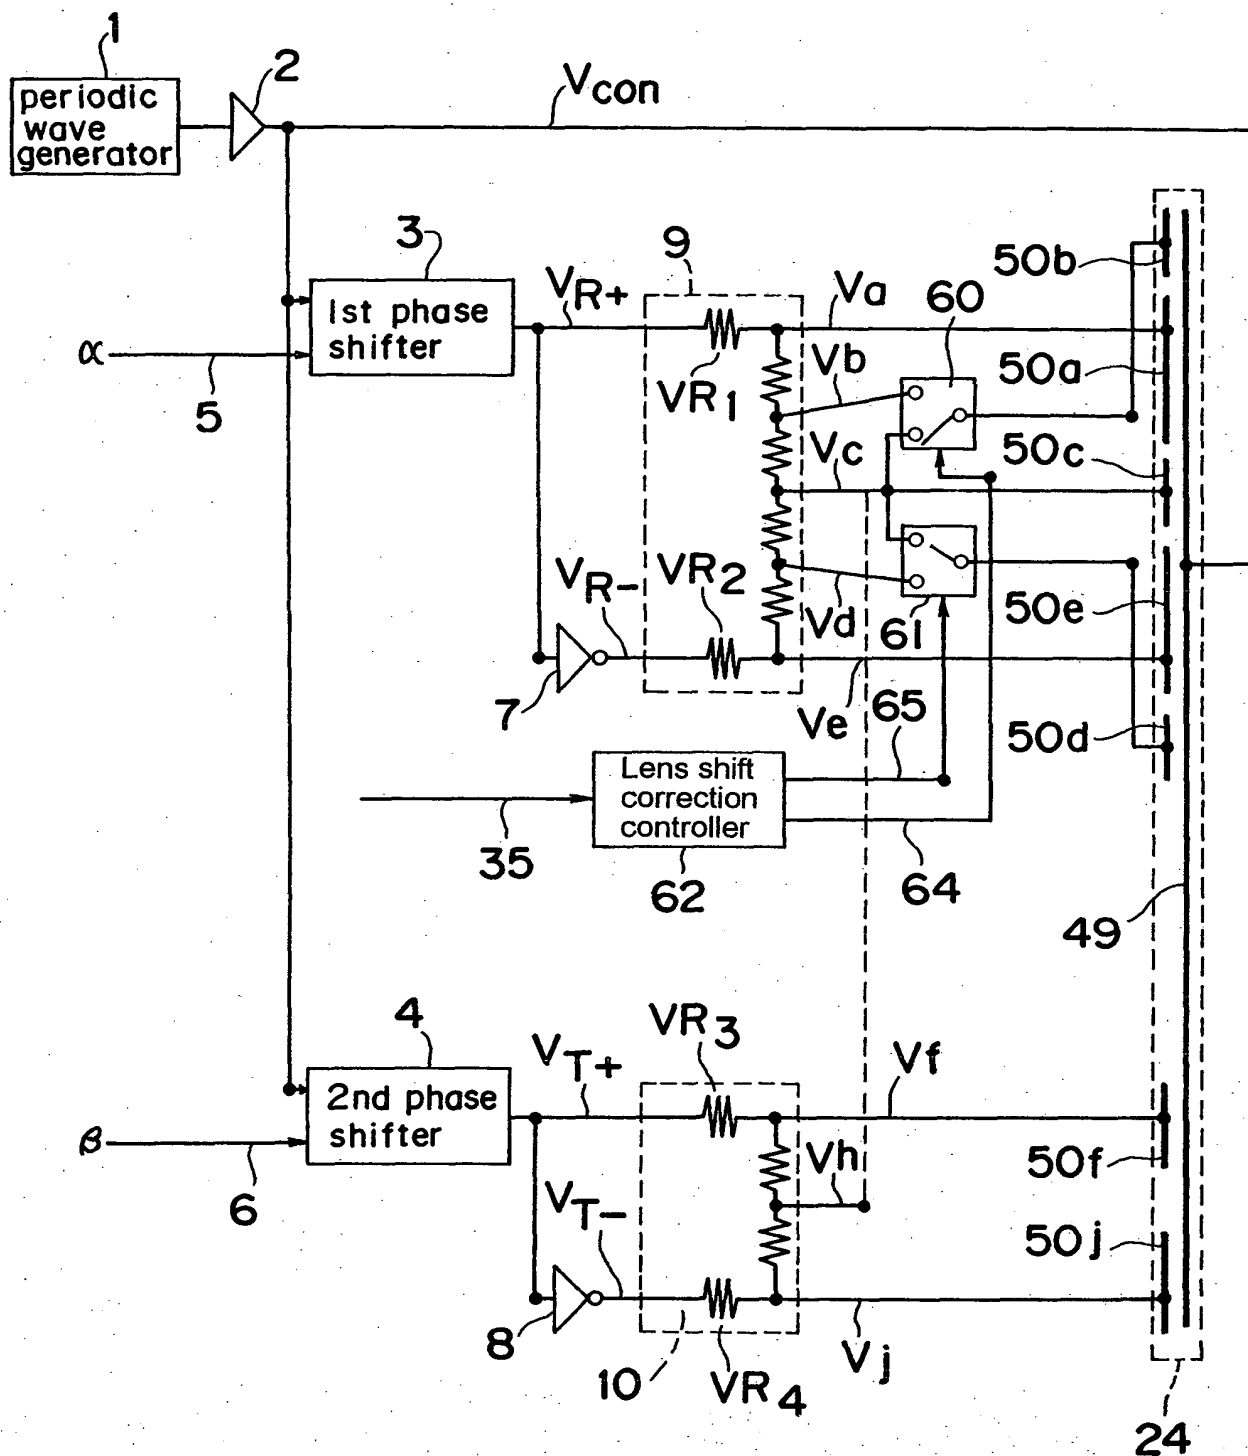 1
periodic
wave
generator
2
Vcon
3
1st phase
shifter
α
5
VR+
9
VR1
Va
Vb
60
50b
50a
Vc
50c
VR-
VR2
Vd
61
50e
7
Ve
65
50d
Lens shift
correction
controller
35
62
64
49
4
2nd phase
shifter
β
6
VT+
VR3
Vf
Vh
50f
VT-
50j
8
10
VR4
Vj
24